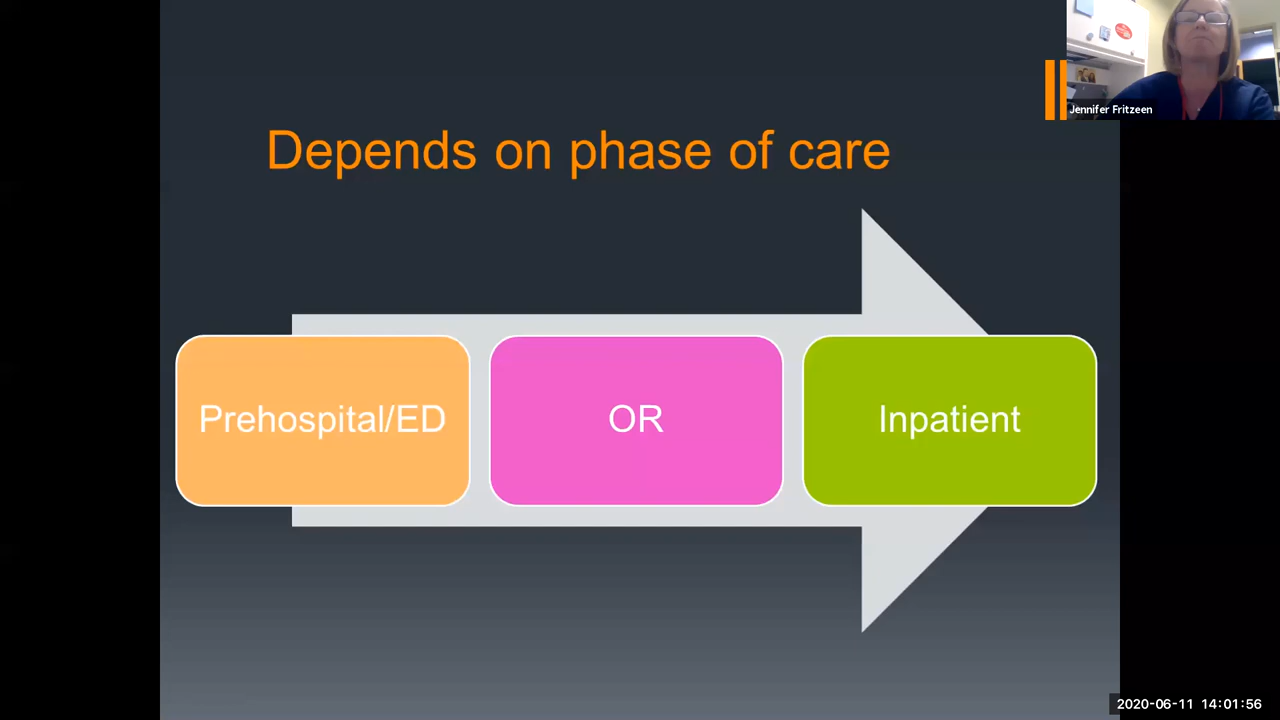 Jennifer Fritzeen
Depends on phase of care
Prehospital/ED
OR
Inpatient
2020-06-11 14:01:56